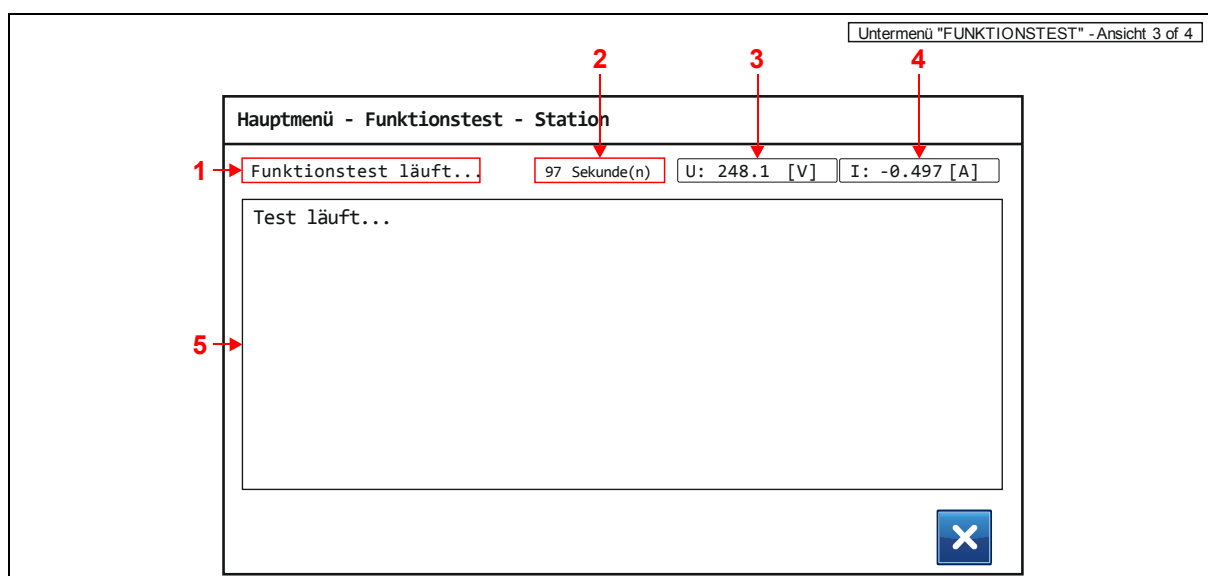 Untermenü "FUNKTIONSTEST" - Ansicht 3 of 4
2 3 4
Hauptmenü - Funktionstest - Station
1 Funktionstest läuft... 97 Sekunde(n) U: 248.1 [V] I: -0.497 [A]
Test läuft...
5